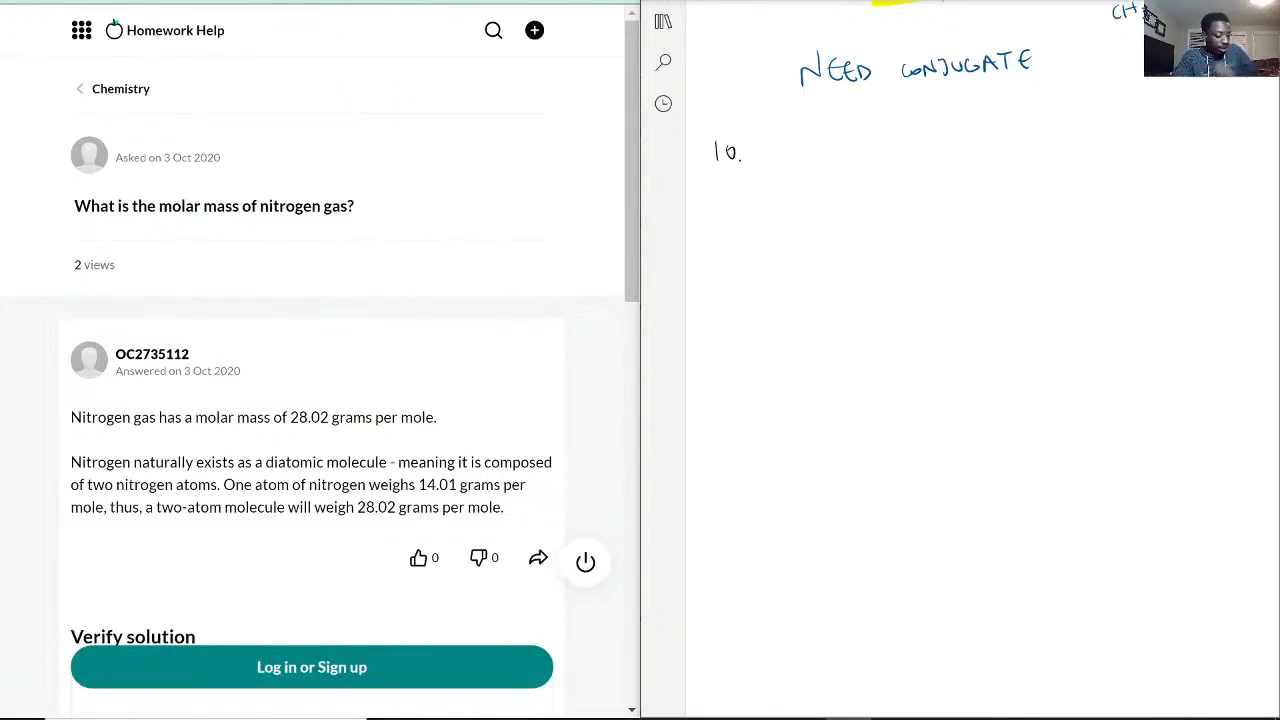 Homework Help
Chemistry
Asked on 3 Oct 2020
What is the molar mass of nitrogen gas?
2 views
OC2735112
Answered on 3 Oct 2020
Nitrogen gas has a molar mass of 28.02 grams per mole.
Nitrogen naturally exists as a diatomic molecule - meaning it is composed
of two nitrogen atoms. One atom of nitrogen weighs 14.01 grams per
mole, thus, a two-atom molecule will weigh 28.02 grams per mole.
0
0
Verify solution
Log in or Sign up
CH
NEED CONJUGATE
10.